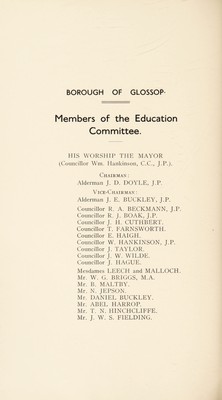 BOROUGH OF GLOSSOP.
Members of the Education
Committee.
HIS WORSHIP THE MAYOR
(Councillor Wm. Hankinson, C.C., J.P.).
CHAIRMAN:
Alderman J. D. DOYLE, J.P.
VICE-CHAIRMAN:
Alderman J. E. BUCKLEY, J.P.
Councillor R. A. BECKMANN, J.P.
Councillor R. J. BOAK, J.P.
Councillor J. H. CUTHBERT.
Councillor T. FARNSWORTH.
Councillor E. HAIGH.
Councillor W. HANKINSON, J.P.
Councillor J. TAYLOR.
Councillor J. W. WILDE.
Councillor J. HAGUE.
Mesdames LEECH and MALLOCH.
Mr. W. G. BRIGGS, M.A.
Mr. B. MALTBY.
Mr. N. JEPSON.
Mr. DANIEL BUCKLEY.
Mr. ABEL HARROP.
Mr. T. N. HINCHCLIFFE.
Mr. J. W. S. FIELDING.